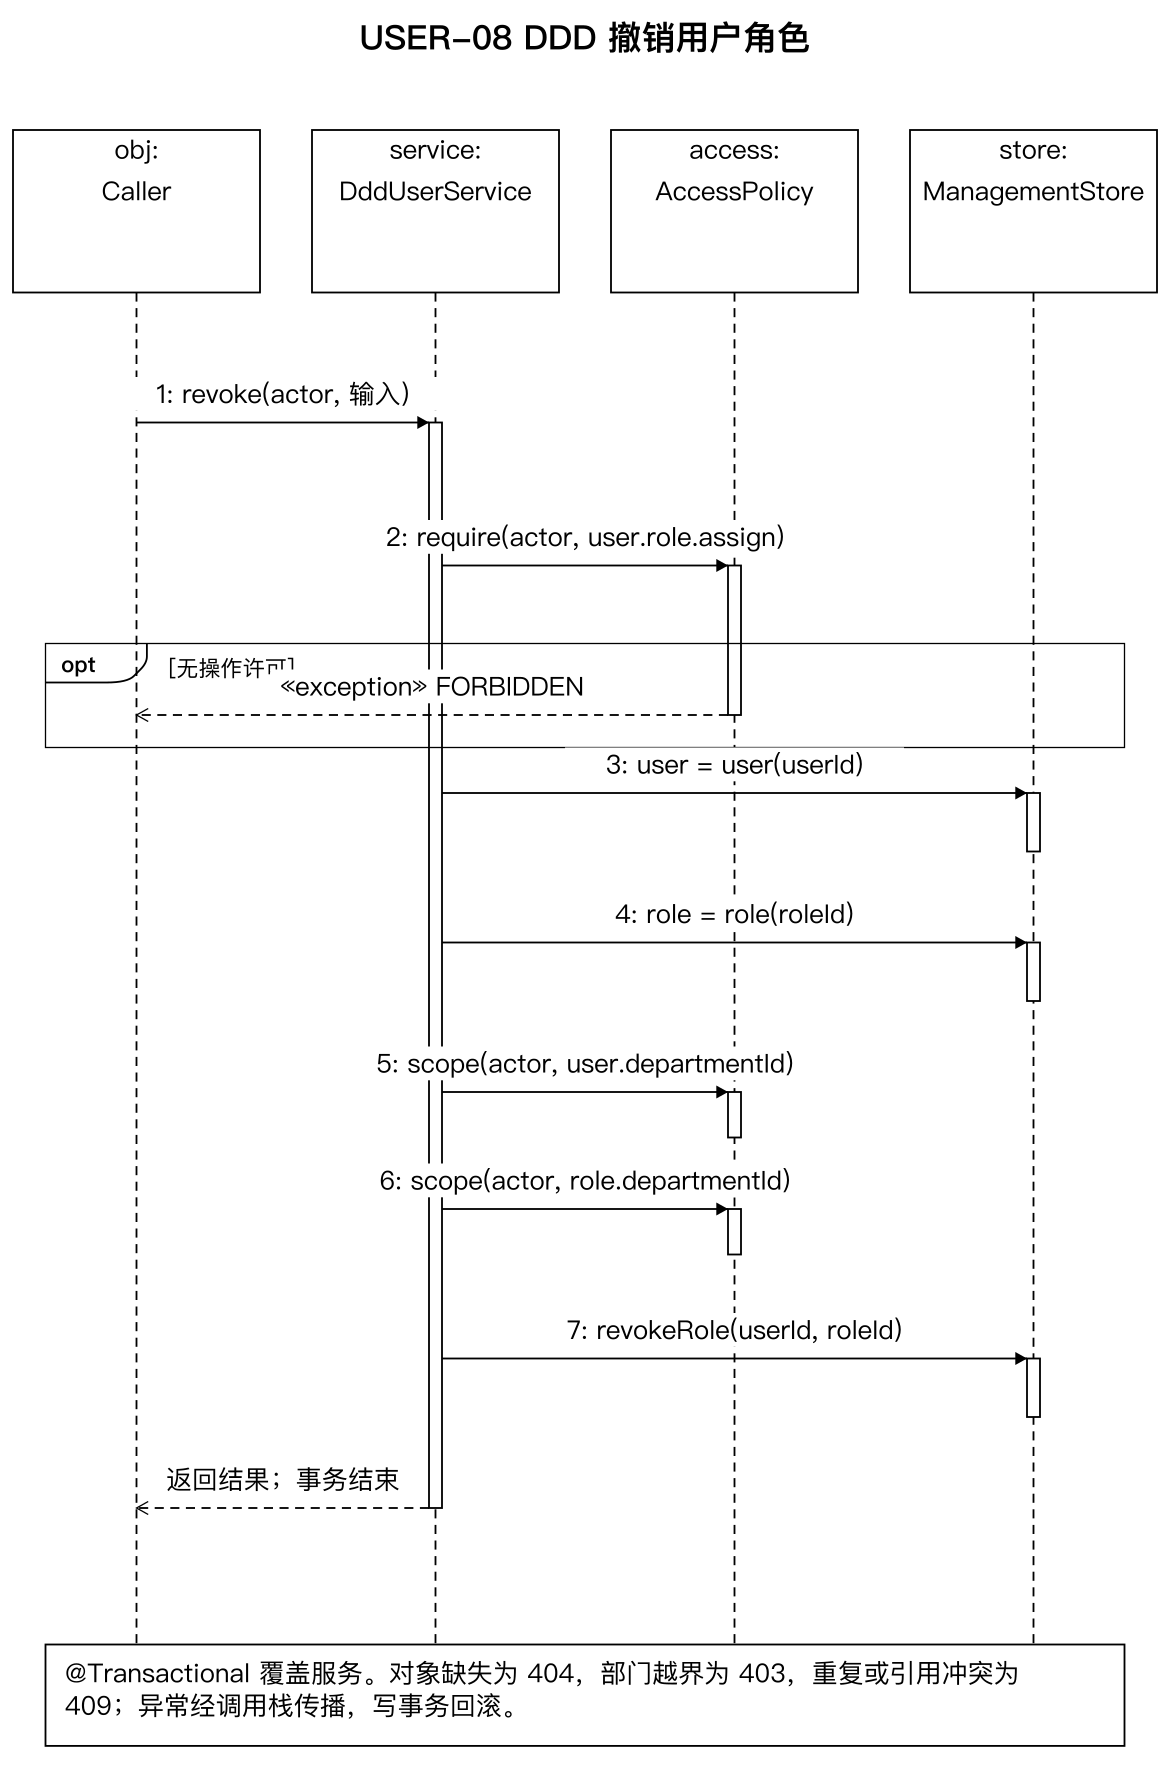 USER-08 DDD 撤销用户角色
obj:
Caller
service:
DddUserService
access:
AccessPolicy
store:
ManagementStore
1: revoke(actor, 输入)
2: require(actor, user.role.assign)
opt
[无操作许可]
«exception» FORBIDDEN
3: user = user(userId)
4: role = role(roleId)
5: scope(actor, user.departmentId)
6: scope(actor, role.departmentId)
7: revokeRole(userId, roleId)
返回结果；事务结束
@Transactional 覆盖服务。对象缺失为 404，部门越界为 403，重复或引用冲突为
409；异常经调用栈传播，写事务回滚。